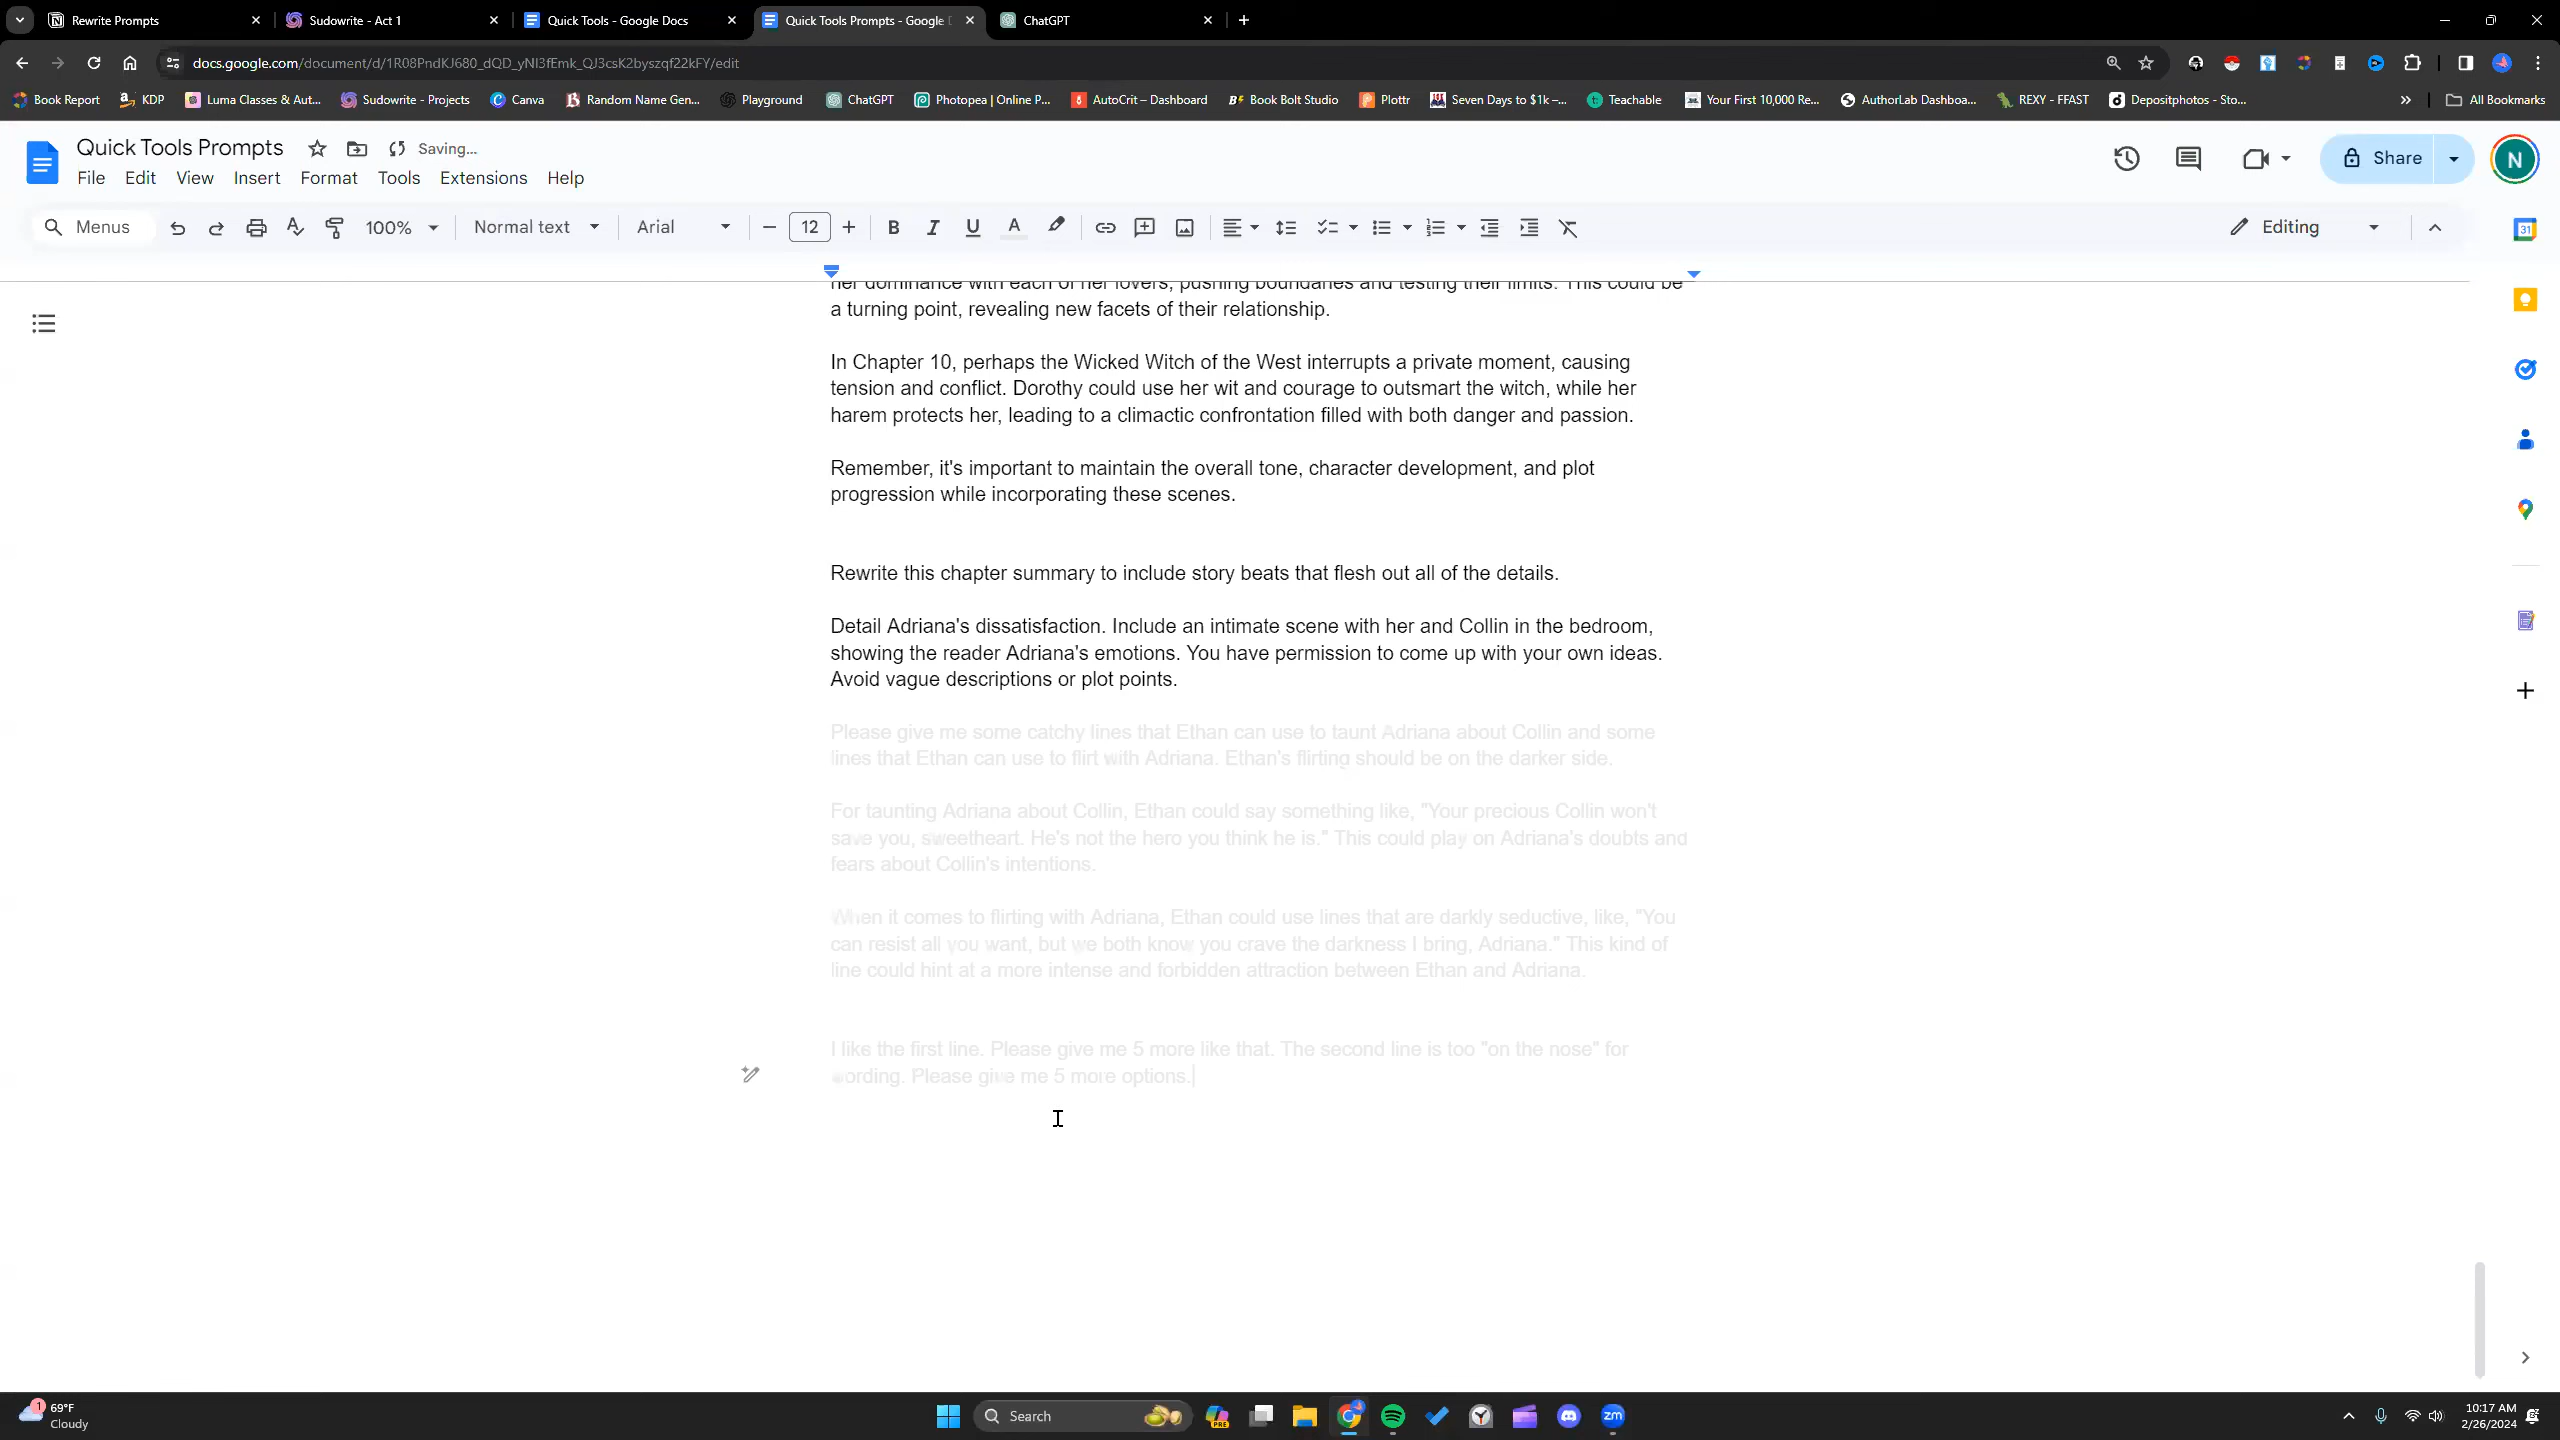 Rewrite Prompts
Sudowrite - Act 1
Quick Tools - Google Docs
Quick Tools Prompts - Google D
ChatGPT
docs.google.com/document/d/1R08PndKJ680_dQD_yNI3fEmk_QJ3csK2byszqf22kFY/edit
Book Report
KDP
Luma Classes & Aut...
Sudowrite - Projects
Canva
Random Name Gen...
Playground
ChatGPT
Photopea | Online P...
AutoCrit – Dashboard
Book Bolt Studio
Plottr
Seven Days to $1k –...
Teachable
Your First 10,000 Re...
AuthorLab Dashboa...
REXY - FFAST
Depositphotos - Sto...
All Bookmarks
Quick Tools Prompts
Saving...
File Edit View Insert Format Tools Extensions Help
Share
N
Menus
100%
Normal text
Arial
12
Editing
her dominance with each of her lovers, pushing boundaries and testing their limits. This could be
a turning point, revealing new facets of their relationship.
In Chapter 10, perhaps the Wicked Witch of the West interrupts a private moment, causing
tension and conflict. Dorothy could use her wit and courage to outsmart the witch, while her
harem protects her, leading to a climactic confrontation filled with both danger and passion.
Remember, it's important to maintain the overall tone, character development, and plot
progression while incorporating these scenes.
Rewrite this chapter summary to include story beats that flesh out all of the details.
Detail Adriana's dissatisfaction. Include an intimate scene with her and Collin in the bedroom,
showing the reader Adriana's emotions. You have permission to come up with your own ideas.
Avoid vague descriptions or plot points.
Please give me some catchy lines that Ethan can use to taunt Adriana about Collin and some
lines that Ethan can use to flirt with Adriana. Ethan's flirting should be on the darker side.
For taunting Adriana about Collin, Ethan could say something like, "Your precious Collin won't
save you, sweetheart. He's not the hero you think he is." This could play on Adriana's doubts and
fears about Collin's intentions.
When it comes to flirting with Adriana, Ethan could use lines that are darkly seductive, like, "You
can resist all you want, but we both know you crave the darkness I bring, Adriana." This kind of
line could hint at a more intense and forbidden attraction between Ethan and Adriana.
I like the first line. Please give me 5 more like that. The second line is too "on the nose" for
wording. Please give me 5 more options.
69°F
Cloudy
Search
10:17 AM
2/26/2024